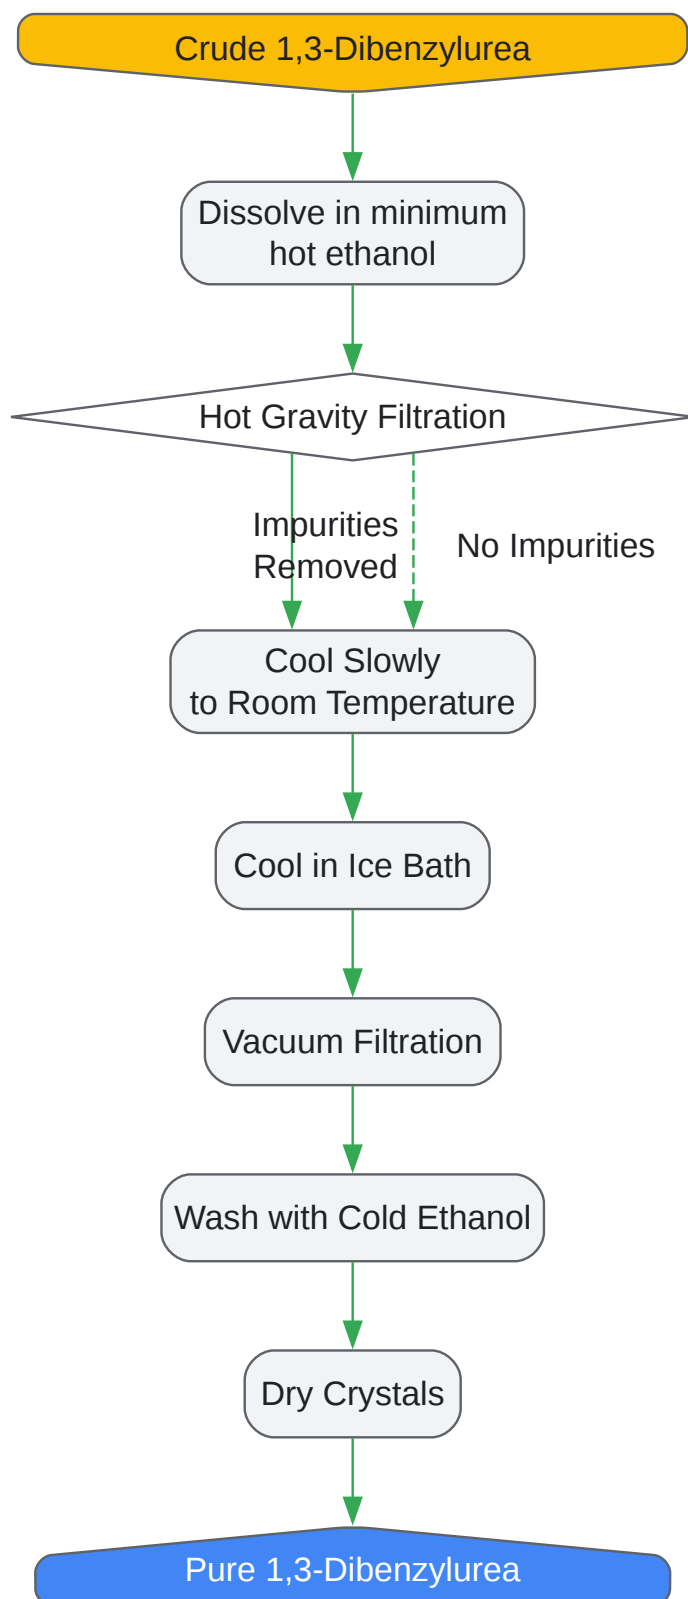 Crude 1,3-Dibenzylurea
Dissolve in minimum
hot ethanol
Hot Gravity Filtration
Impurities
Removed
No Impurities
Cool Slowly
to Room Temperature
Cool in Ice Bath
Vacuum Filtration
Wash with Cold Ethanol
Dry Crystals
Pure 1,3-Dibenzylurea